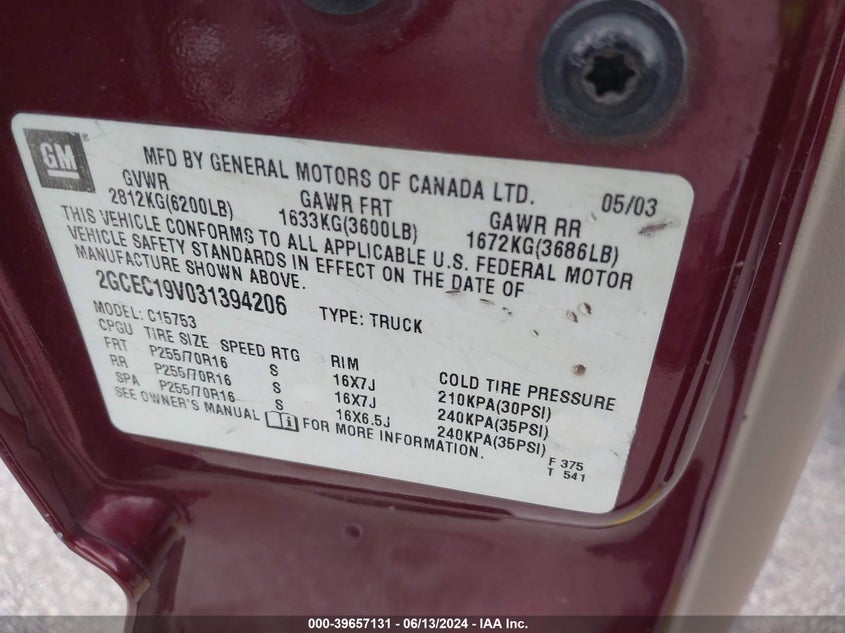 GM ®
MFD BY GENERAL MOTORS OF CANADA LTD. 05/03
GVWR GAWR FRT GAWR RR
2812KG(6200LB) 1633KG(3600LB) 1672KG(3686LB)
THIS VEHICLE CONFORMS TO ALL APPLICABLE U.S. FEDERAL MOTOR
VEHICLE SAFETY STANDARDS IN EFFECT ON THE DATE OF
MANUFACTURE SHOWN ABOVE.
2GCEC19V031394206 TYPE: TRUCK
MODEL: C15753
CPGU TIRE SIZE SPEED RTG RIM COLD TIRE PRESSURE
FRT P255/70R16 S 16X7J 210KPA(30PSI)
RR P255/70R16 S 16X7J 240KPA(35PSI)
SPA P255/70R16 S 16X6.5J 240KPA(35PSI)
SEE OWNER'S MANUAL i FOR MORE INFORMATION.
F 375
T 541
000-39657131 - 06/13/2024 - IAA Inc.